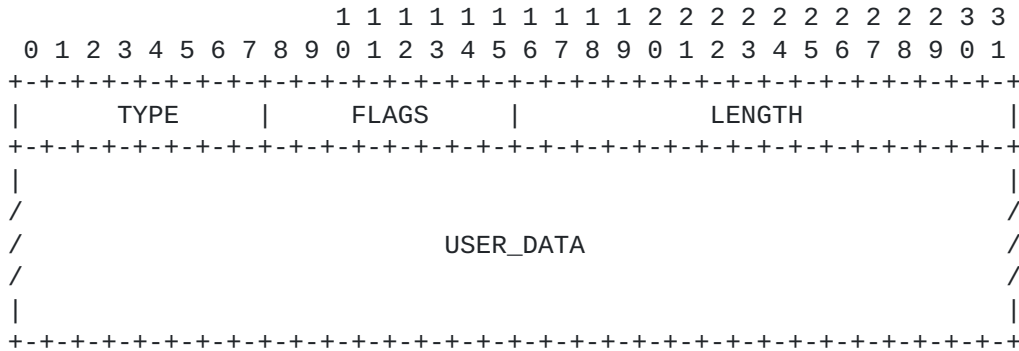 1 1 1 1 1 1 1 1 1 1 2 2 2 2 2 2 2 2 2 2 3 3
 0 1 2 3 4 5 6 7 8 9 0 1 2 3 4 5 6 7 8 9 0 1 2 3 4 5 6 7 8 9 0 1
+-+-+-+-+-+-+-+-+-+-+-+-+-+-+-+-+-+-+-+-+-+-+-+-+-+-+-+-+-+-+-+-+
|      TYPE     |     FLAGS     |            LENGTH             |
+-+-+-+-+-+-+-+-+-+-+-+-+-+-+-+-+-+-+-+-+-+-+-+-+-+-+-+-+-+-+-+-+
|                                                               |
/                                                               /
/                           USER_DATA                           /
/                                                               /
|                                                               |
+-+-+-+-+-+-+-+-+-+-+-+-+-+-+-+-+-+-+-+-+-+-+-+-+-+-+-+-+-+-+-+-+